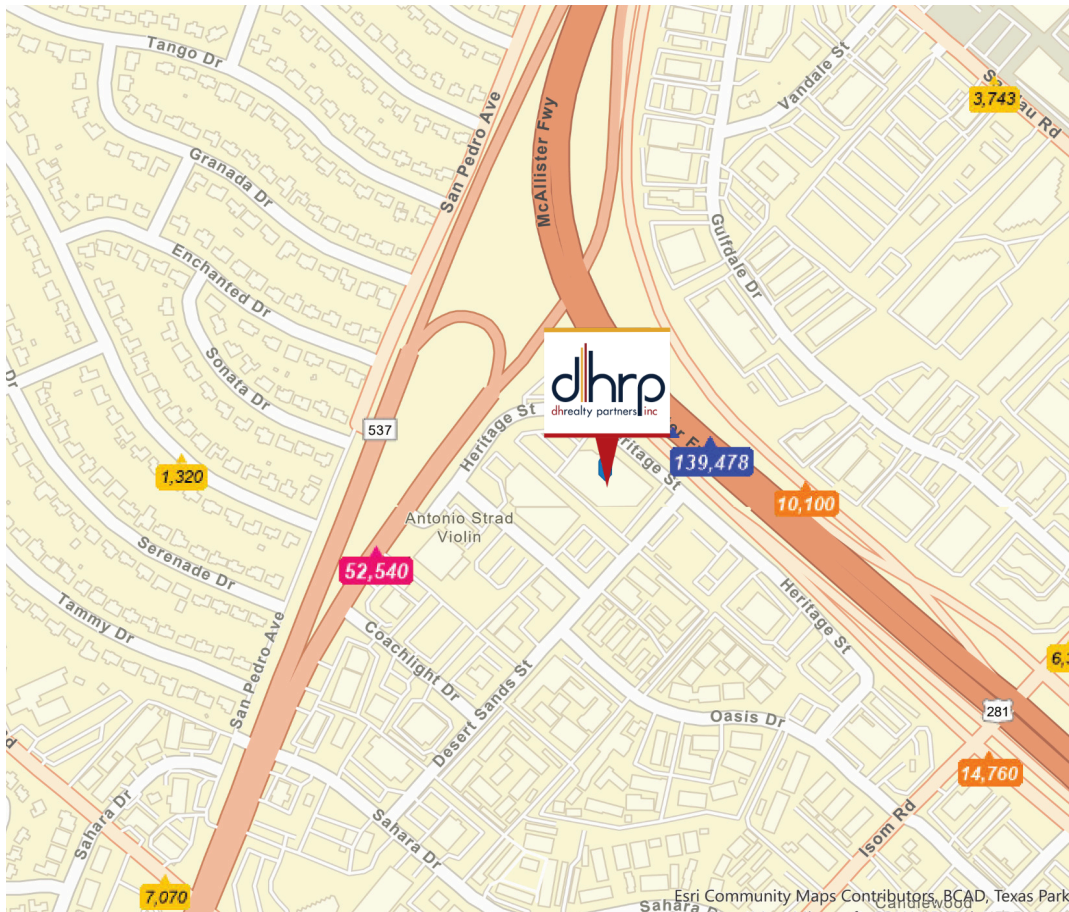 Tango Dr
San Pedro Ave
McAllister Fwy
Vandale St
3,743
Granada Dr
Gulfdale Dr
Enchanted Dr
Sonata Dr
dhrp
dhrealty partners inc
537
Heritage St
Heritage St
139,478
1,320
10,100
Antonio Strad
Violin
Serenade Dr
52,540
Tammy Dr
Heritage St
Coachlight Dr
San Pedro Ave
Desert Sands St
Oasis Dr
281
14,760
Sahara Dr
Sahara Dr
Isom Rd
7,070
Esri Community Maps Contributors, BCAD, Texas Park
Sahara Dr